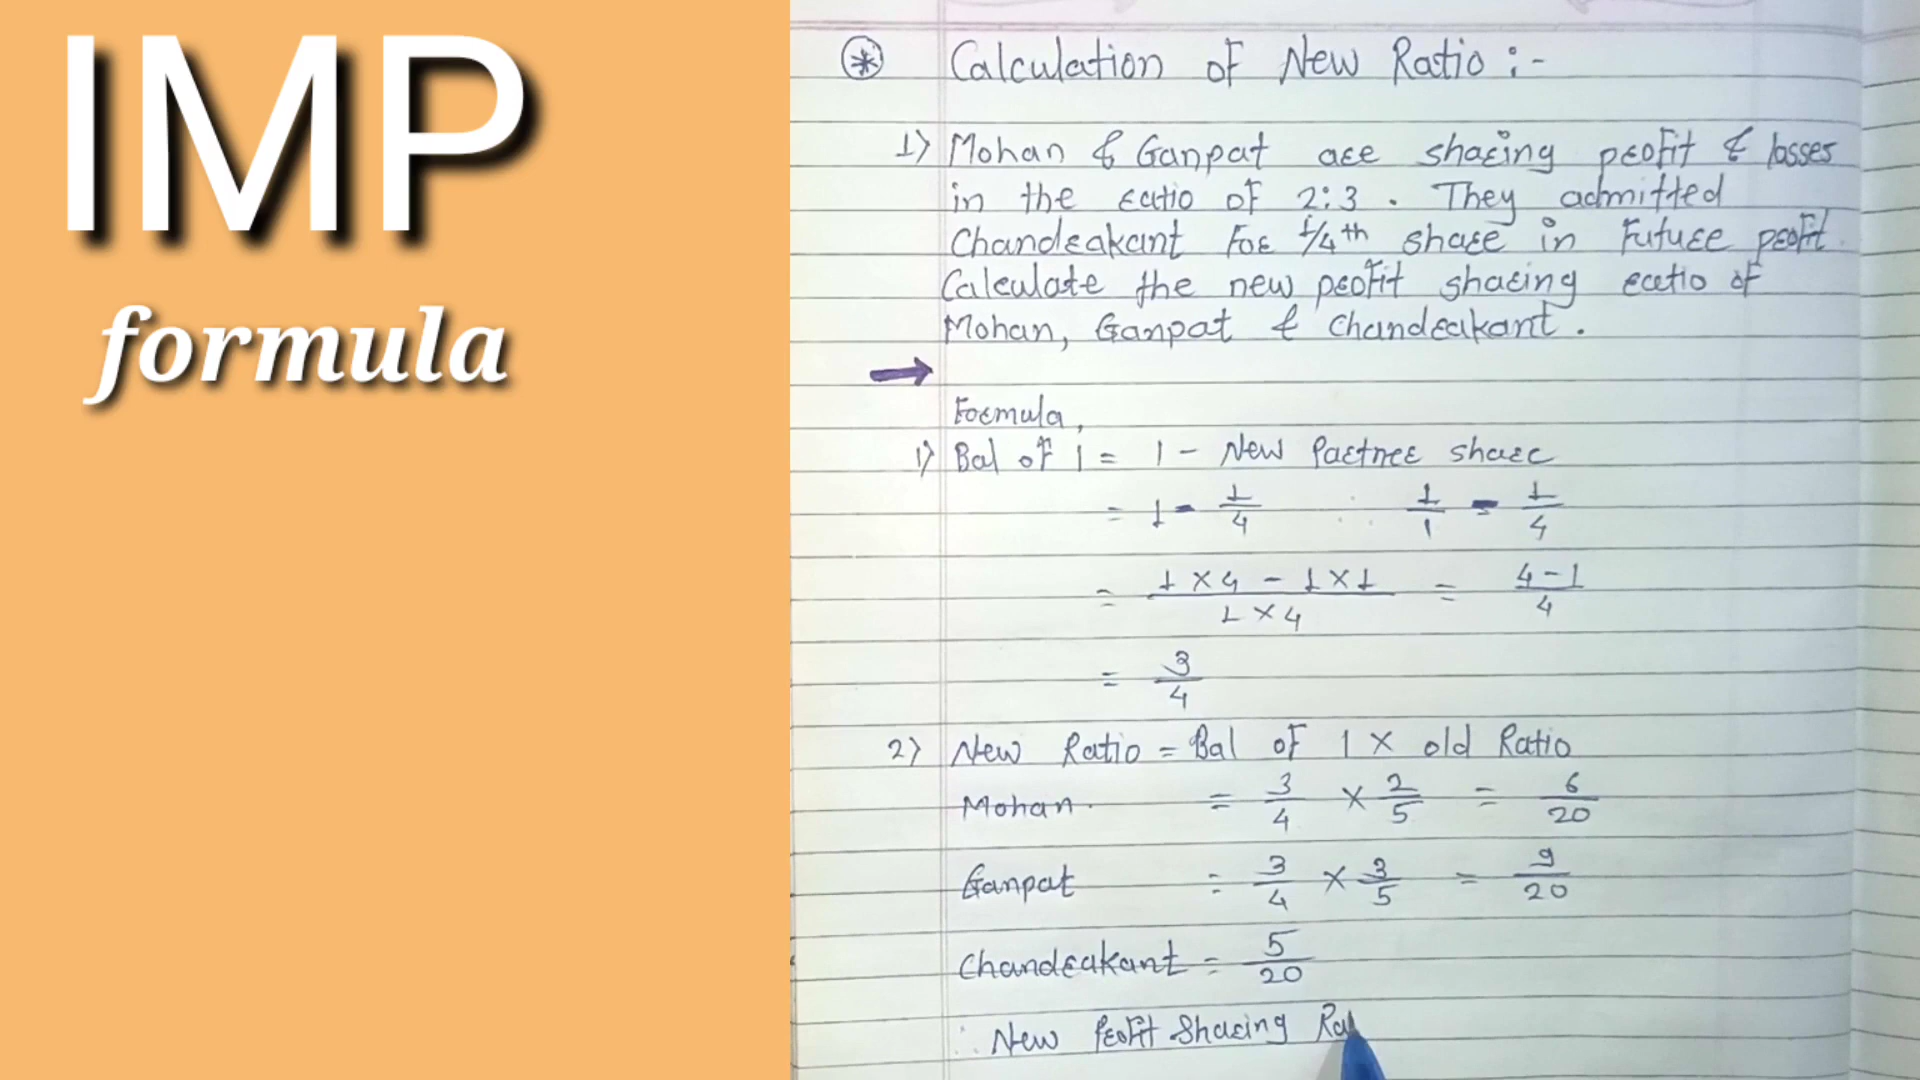 IMP
formula
* Calculation of New Ratio :-
1) Mohan & Ganpat are sharing profit & losses
in the ratio of 2:3 . They admitted
Chandrakant For 1/4th share in Future profit.
Calculate the new profit sharing ratio of
Mohan, Ganpat & Chandrakant .
→
Formula,
1) Bal of 1 = 1 - New Partner share
= 1 - 1/4 1/1 - 1/4
= 1 × 4 - 1 × 1 / 1 × 4 = 4 - 1 / 4
= 3/4
2) New Ratio = Bal of 1 × old Ratio
Mohan = 3/4 × 2/5 = 6/20
Ganpat = 3/4 × 3/5 = 9/20
Chandrakant = 5/20
∴ New Profit Sharing Ra